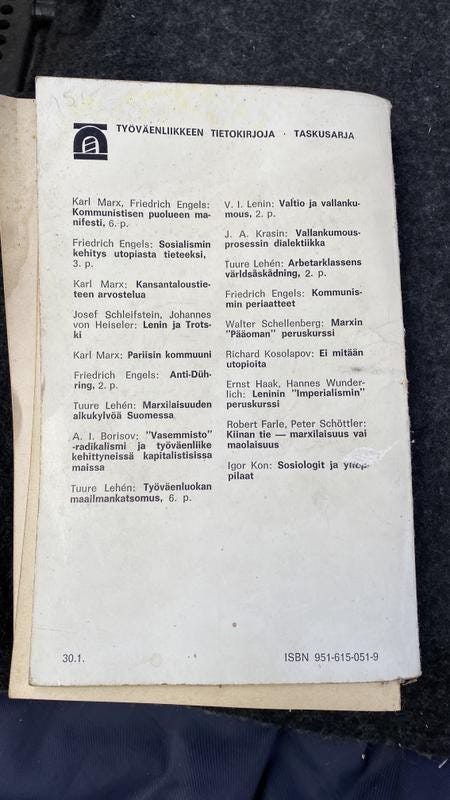 TYÖVÄENLIIKKEEN TIETOKIRJOJA · TASKUSARJA
Karl Marx, Friedrich Engels:
Kommunistisen puolueen ma-
nifesti, 6. p.
Friedrich Engels: Sosialismin
kehitys utopiasta tieteeksi,
3. p.
Karl Marx: Kansantaloustie-
teen arvostelua
Josef Schleifstein, Johannes
von Heiseler: Lenin ja Trots-
ki
Karl Marx: Pariisin kommuuni
Friedrich Engels: Anti-Düh-
ring, 2. p.
Tuure Lehén: Marxilaisuuden
alkukylvöä Suomessa
A. I. Borisov: "Vasemmisto"
-radikalismi ja työväenliike
kehittyneissä kapitalistisissa
maissa
Tuure Lehén: Työväenluokan
maailmankatsomus, 6. p.
V. I. Lenin: Valtio ja vallanku-
mous, 2. p.
J. A. Krasin: Vallankumous-
prosessin dialektiikka
Tuure Lehén: Arbetarklassens
världsåskådning, 2. p.
Friedrich Engels: Kommunis-
min periaatteet
Walter Schellenberg: Marxin
"Pääoman" peruskurssi
Richard Kosolapov: Ei mitään
utopioita
Ernst Haak, Hannes Wunder-
lich: Leninin "Imperialismin"
peruskurssi
Robert Farle, Peter Schöttler:
Kiinan tie — marxilaisuus vai
maolaisuus
Igor Kon: Sosiologit ja
pilaat
30.1.
ISBN 951-615-051-9